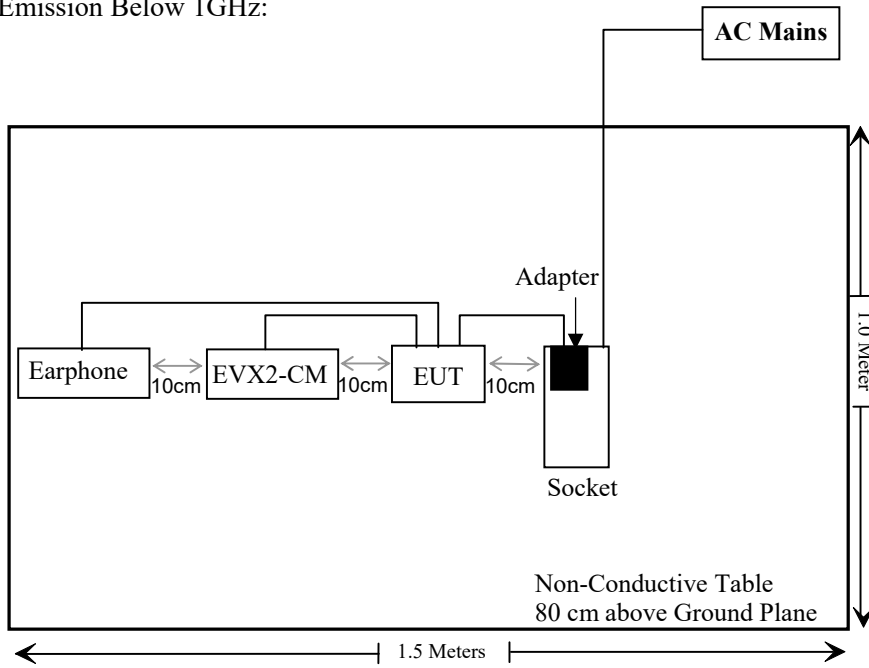 Emission Below 1GHz:
AC Mains
Adapter
Earphone
10cm
EVX2-CM
10cm
EUT
10cm
1.0 Meter
Socket
Non-Conductive Table
80 cm above Ground Plane
1.5 Meters